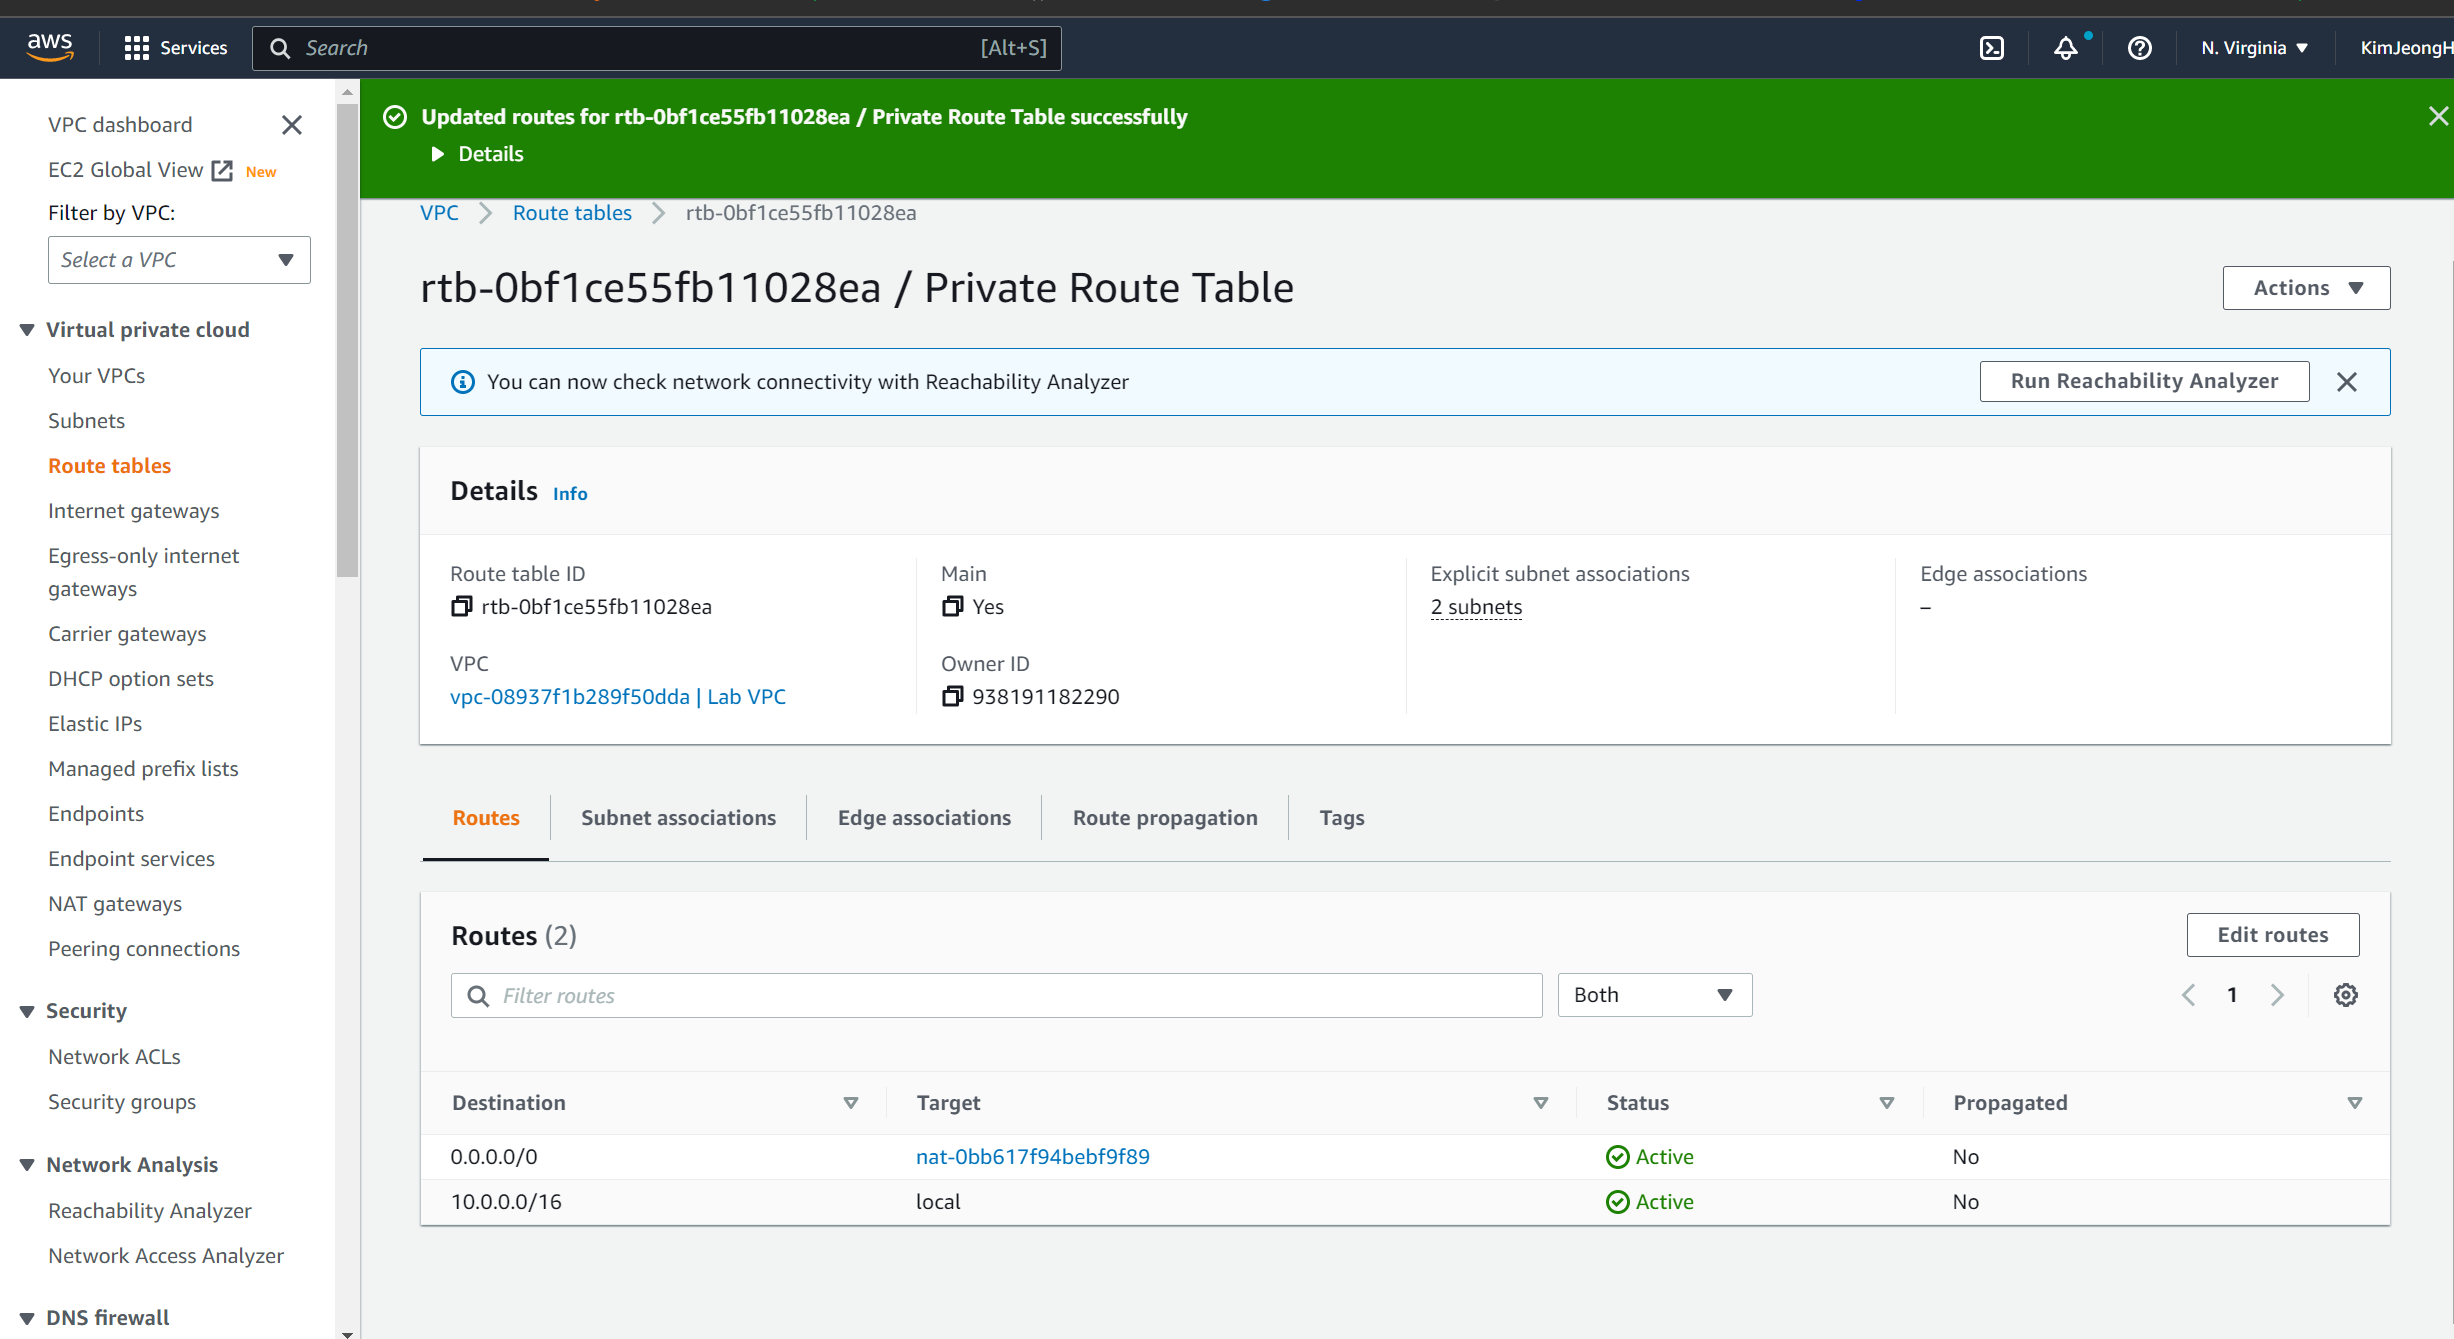 aws
Services
Search
[Alt+S]
N. Virginia
KimJeongH
VPC dashboard
EC2 Global View
New
Filter by VPC:
Select a VPC
Virtual private cloud
Your VPCs
Subnets
Route tables
Internet gateways
Egress-only internet
gateways
Carrier gateways
DHCP option sets
Elastic IPs
Managed prefix lists
Endpoints
Endpoint services
NAT gateways
Peering connections
Security
Network ACLs
Security groups
Network Analysis
Reachability Analyzer
Network Access Analyzer
DNS firewall
Updated routes for rtb-0bf1ce55fb11028ea / Private Route Table successfully
Details
VPC
Route tables
rtb-0bf1ce55fb11028ea
rtb-0bf1ce55fb11028ea / Private Route Table
Actions
You can now check network connectivity with Reachability Analyzer
Run Reachability Analyzer
Details Info
Route table ID
rtb-0bf1ce55fb11028ea
Main
Yes
Explicit subnet associations
2 subnets
Edge associations
–
VPC
vpc-08937f1b289f50dda | Lab VPC
Owner ID
938191182290
Routes
Subnet associations
Edge associations
Route propagation
Tags
Routes (2)
Edit routes
Filter routes
Both
1
Destination
Target
Status
Propagated
0.0.0.0/0
nat-0bb617f94bebf9f89
Active
No
10.0.0.0/16
local
Active
No